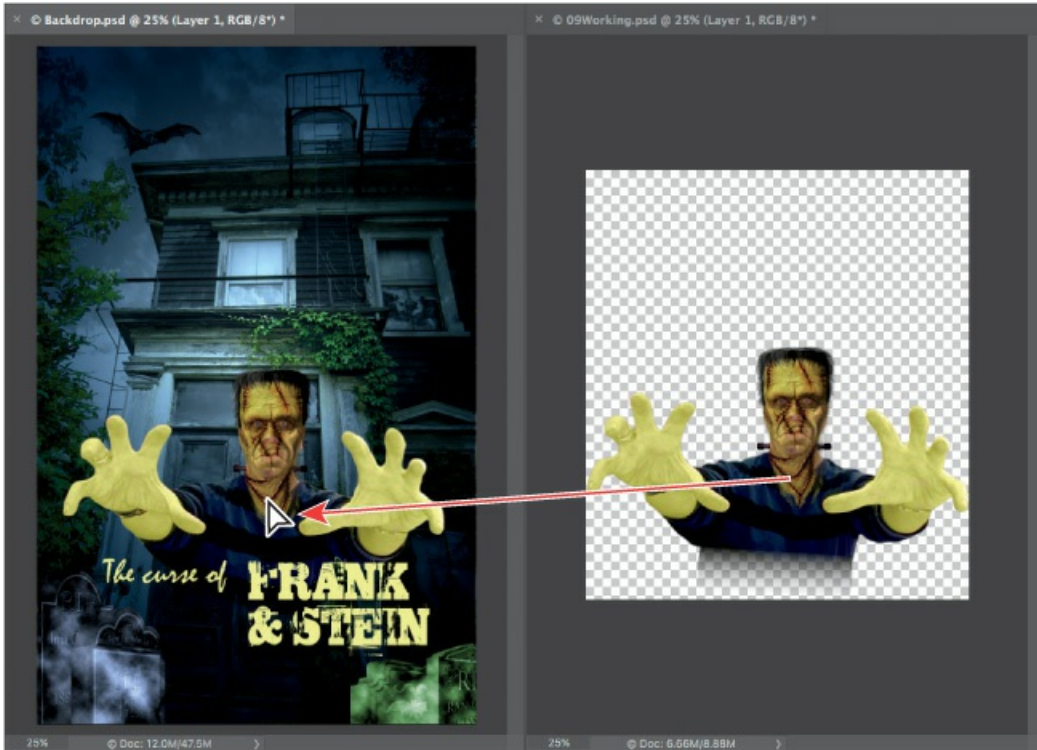 × © Backdrop.psd @ 25% (Layer 1, RGB/8*) *
× © 09Working.psd @ 25% (Layer 1, RGB/8*) *
The curse of
FRANK
& STEIN
25% © Doc: 12.0M/47.5M >
25% © Doc: 6.66M/8.88M >